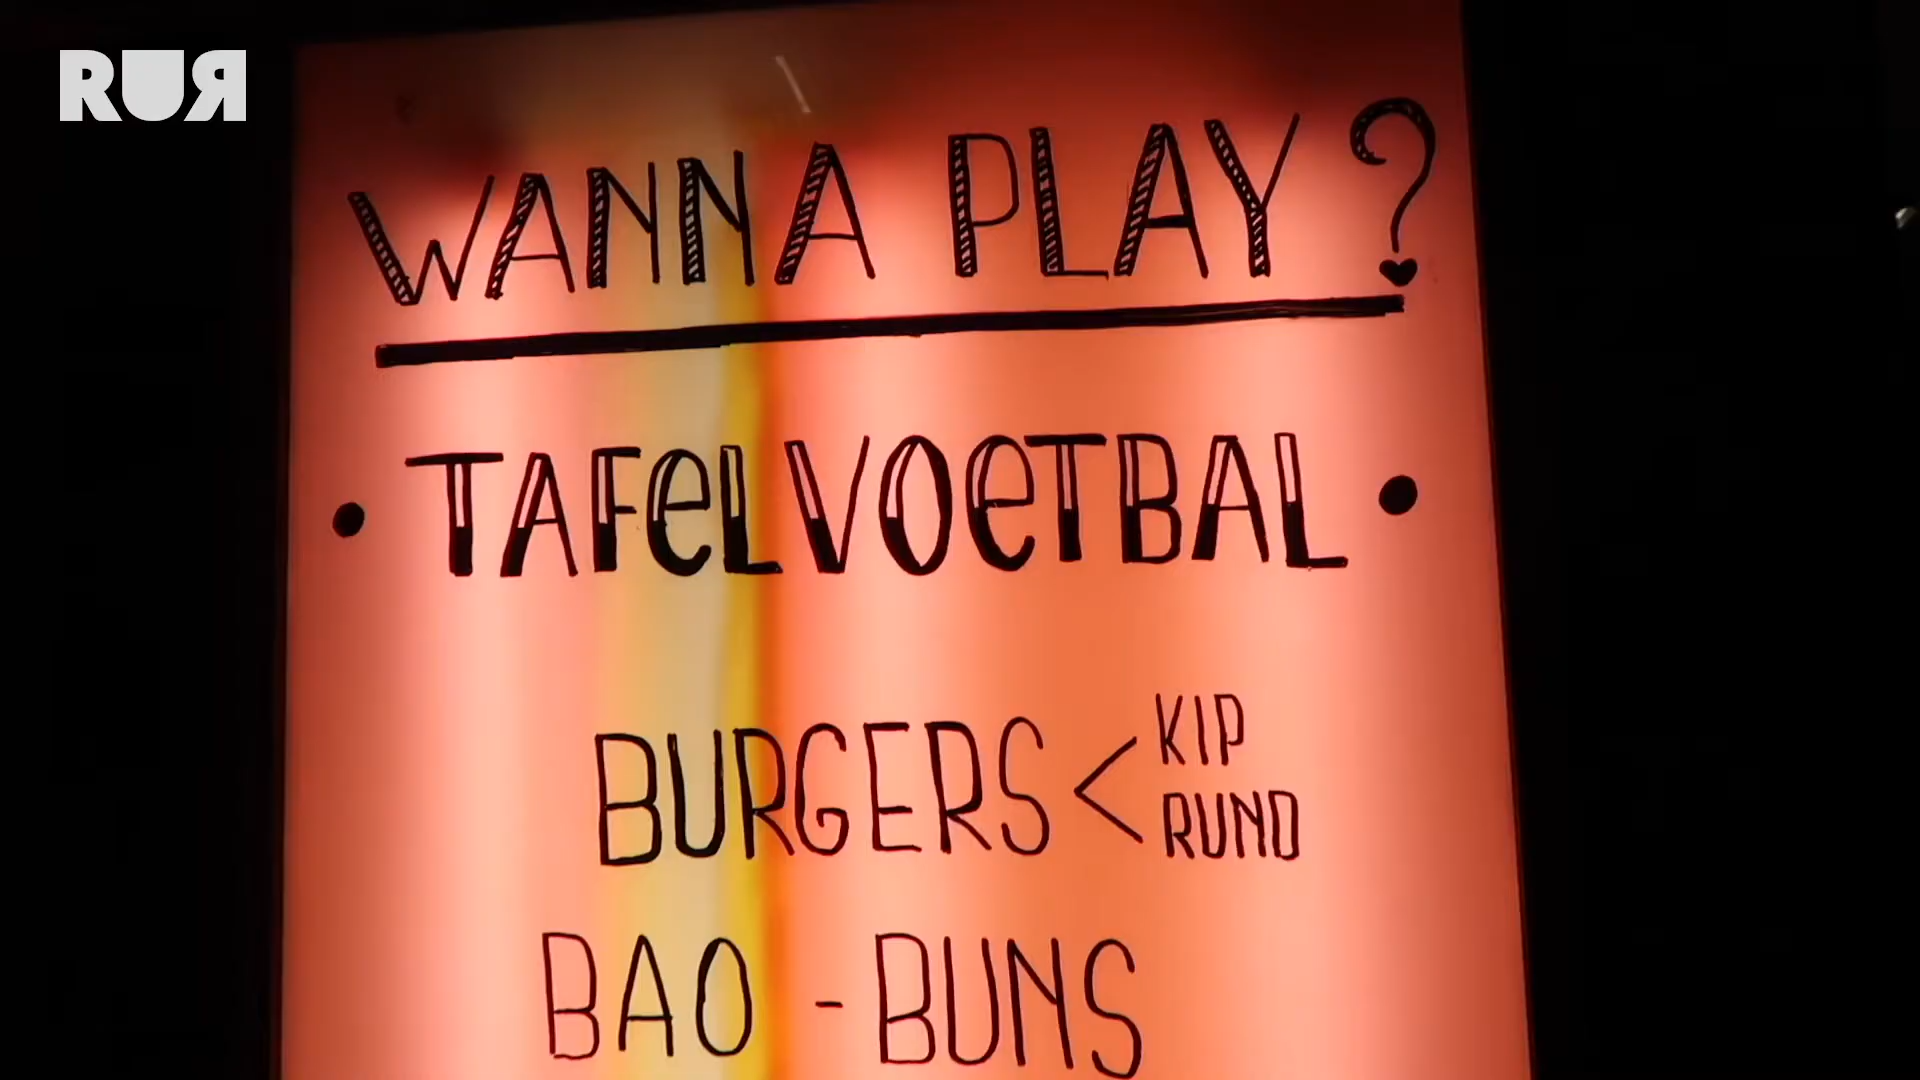 RUR
WANNA PLAY?
• TAFeLVOeTBAL •
BURGERS < KIP
RUND
BAO - BUNS